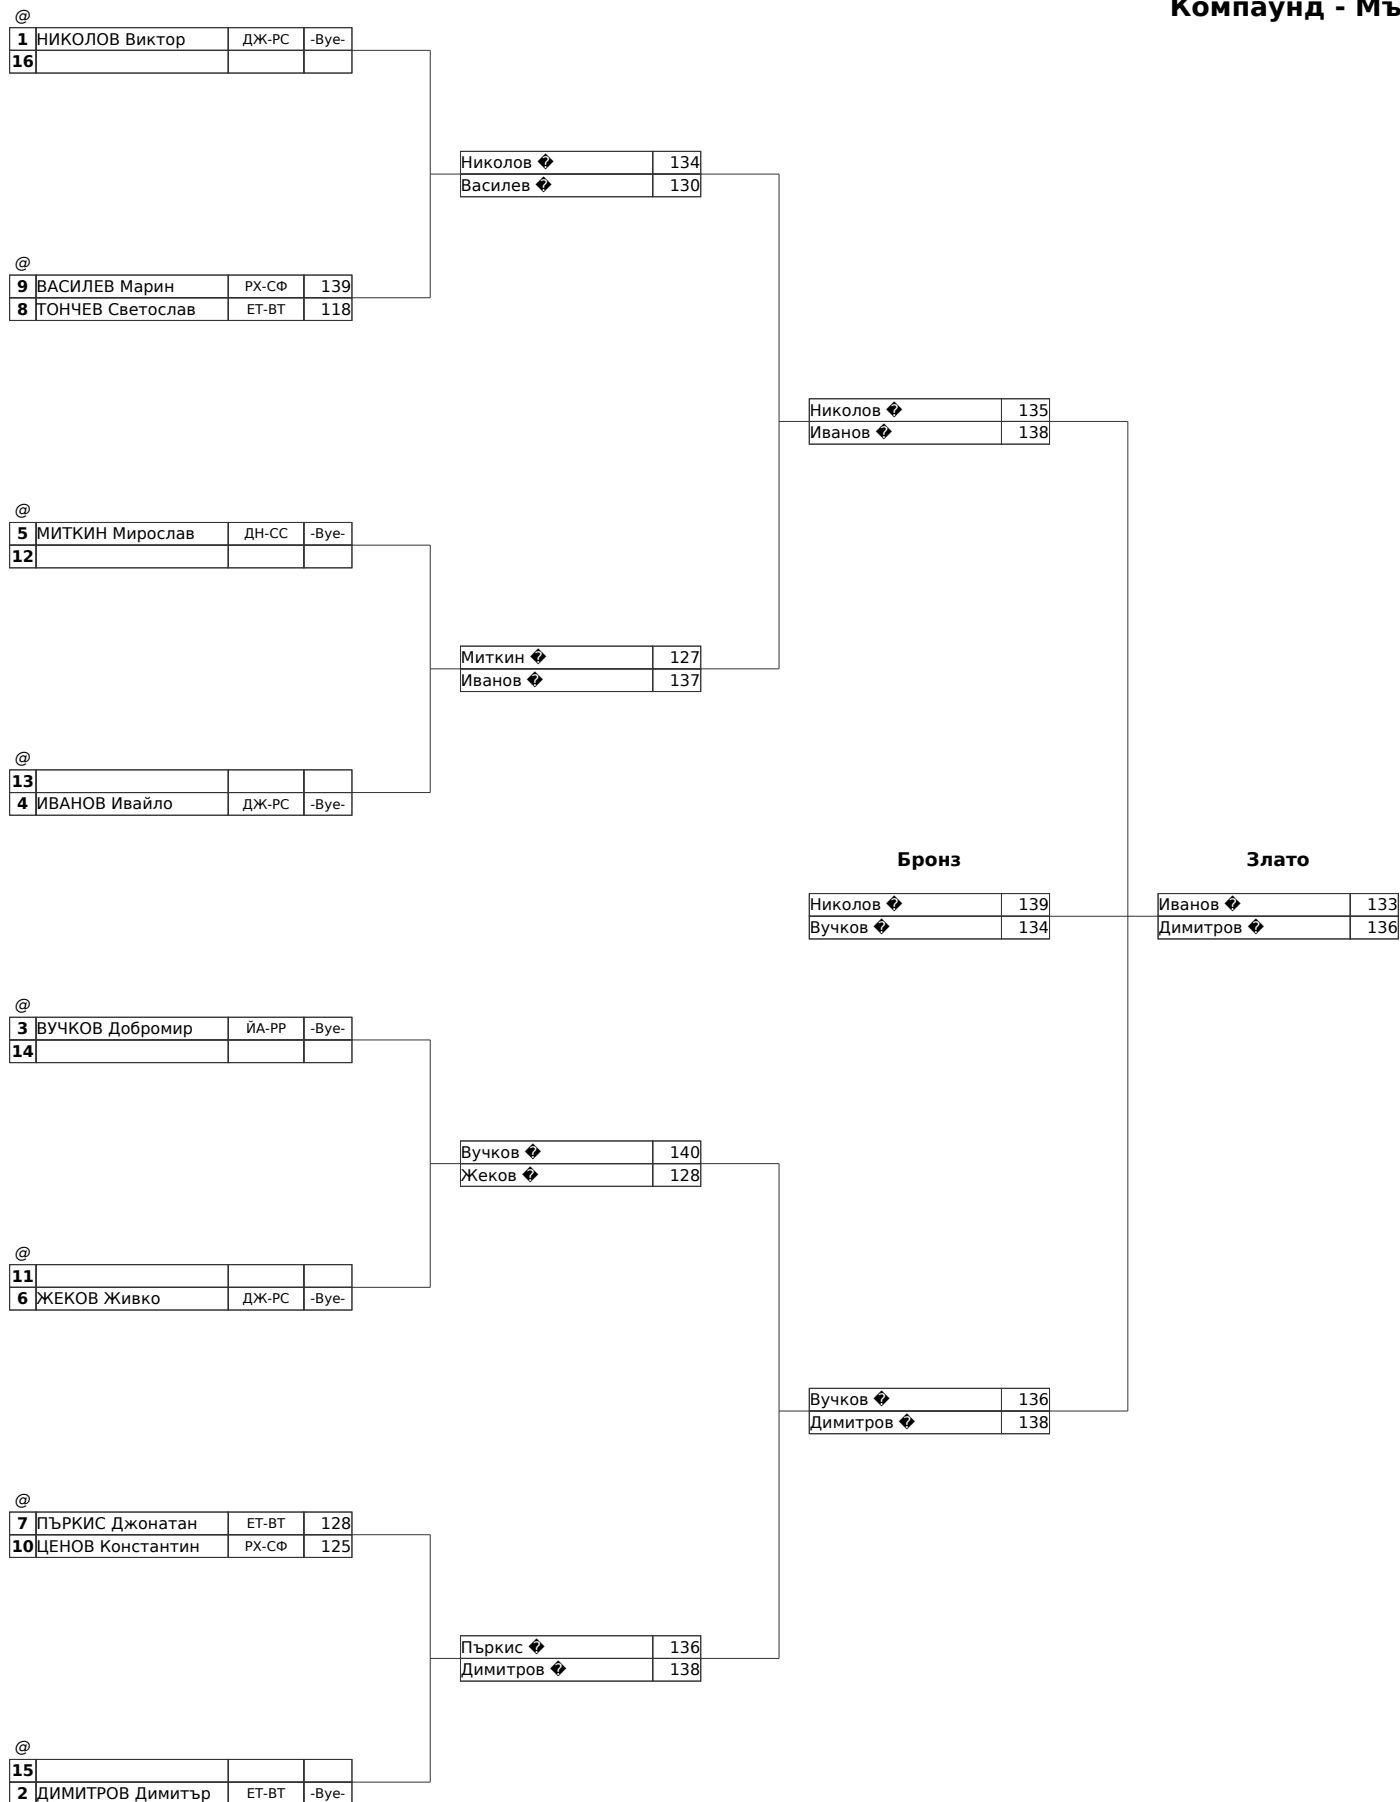 Компаунд - Мъ
@
1 НИКОЛОВ Виктор ДЖ-РС -Bye-
16
Николов � 134
Василев � 130
@
9 ВАСИЛЕВ Марин РХ-СФ 139
8 ТОНЧЕВ Светослав ЕТ-ВТ 118
Николов � 135
Иванов � 138
@
5 МИТКИН Мирослав ДН-СС -Bye-
12
Миткин � 127
Иванов � 137
@
13
4 ИВАНОВ Ивайло ДЖ-РС -Bye-
Бронз Злато
Николов � 139 Иванов � 133
Вучков � 134 Димитров � 136
@
3 ВУЧКОВ Добромир ЙА-РР -Bye-
14
Вучков � 140
Жеков � 128
@
11
6 ЖЕКОВ Живко ДЖ-РС -Bye-
Вучков � 136
Димитров � 138
@
7 ПЪРКИС Джонатан ЕТ-ВТ 128
10 ЦЕНОВ Константин РХ-СФ 125
Пъркис � 136
Димитров � 138
@
15
2 ДИМИТРОВ Димитър ЕТ-ВТ -Bye-